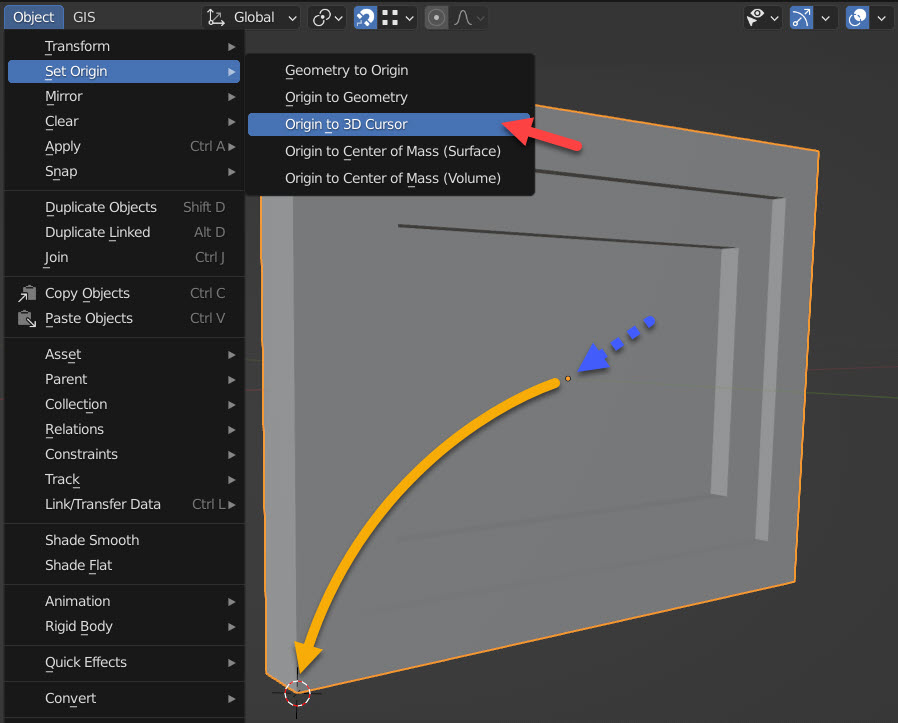 Object GIS Global
Transform
Set Origin
Mirror
Clear
Apply Ctrl A
Snap
Duplicate Objects Shift D
Duplicate Linked Alt D
Join Ctrl J
Copy Objects Ctrl C
Paste Objects Ctrl V
Asset
Parent
Collection
Relations
Constraints
Track
Link/Transfer Data Ctrl L
Shade Smooth
Shade Flat
Animation
Rigid Body
Quick Effects
Convert
Geometry to Origin
Origin to Geometry
Origin to 3D Cursor
Origin to Center of Mass (Surface)
Origin to Center of Mass (Volume)